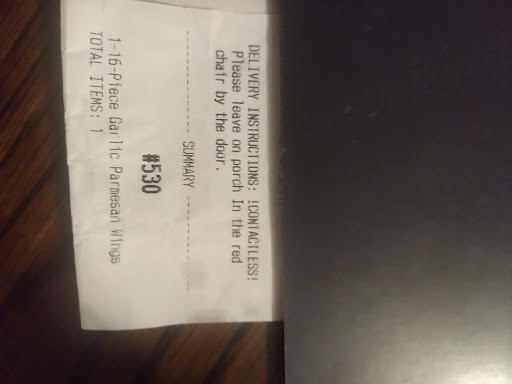 DELIVERY INSTRUCTIONS: !CONTACTLESS!
Please leave on porch In the red
chair by the door.
------------ SUMMARY ------------
#530
1-16-Piece Garlic Parmesan Wings
TOTAL ITEMS: 1